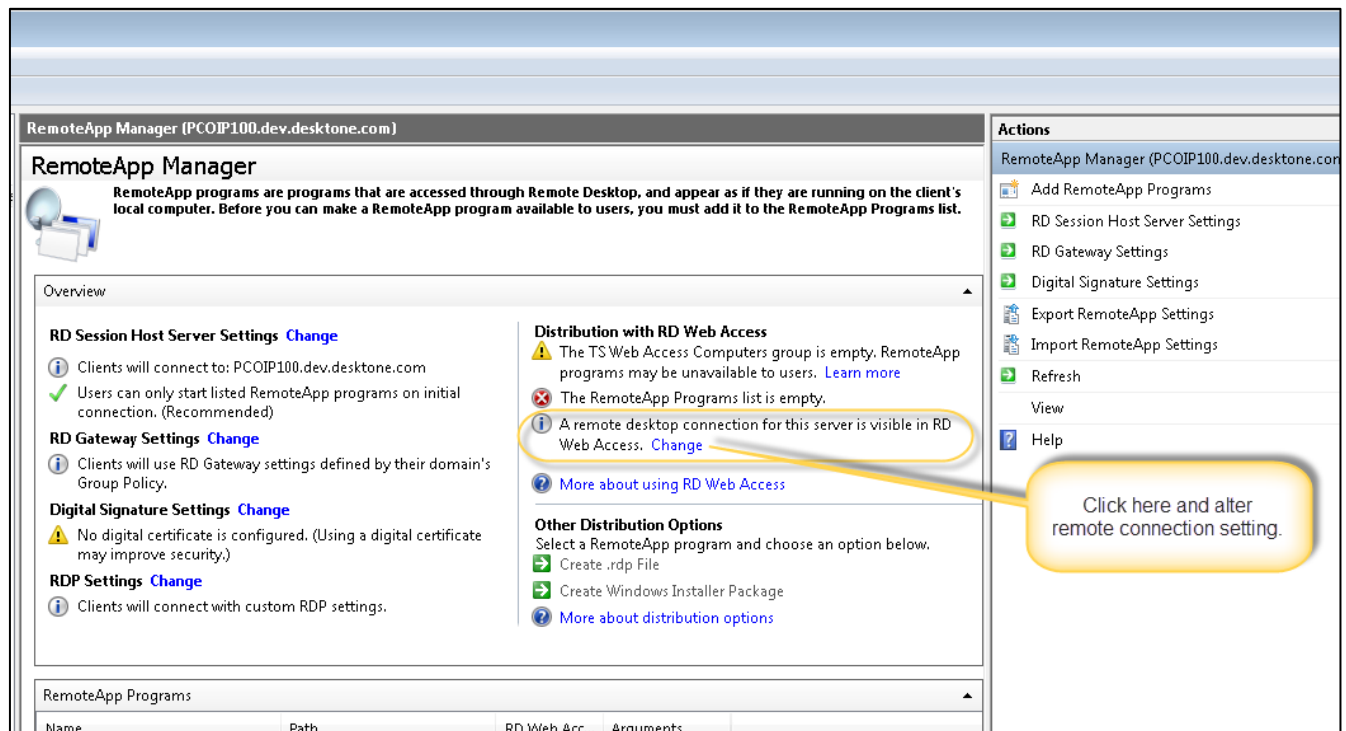 RemoteApp Manager (PCOIP100.dev.desktone.com)
RemoteApp Manager
RemoteApp programs are programs that are accessed through Remote Desktop, and appear as if they are running on the client's
local computer. Before you can make a RemoteApp program available to users, you must add it to the RemoteApp Programs list.
Overview
RD Session Host Server Settings Change
Clients will connect to: PCOIP100.dev.desktone.com
Users can only start listed RemoteApp programs on initial
connection. (Recommended)
RD Gateway Settings Change
Clients will use RD Gateway settings defined by their domain's
Group Policy.
Digital Signature Settings Change
No digital certificate is configured. (Using a digital certificate
may improve security.)
RDP Settings Change
Clients will connect with custom RDP settings.
Distribution with RD Web Access
The TS Web Access Computers group is empty. RemoteApp
programs may be unavailable to users. Learn more
The RemoteApp Programs list is empty.
A remote desktop connection for this server is visible in RD
Web Access. Change
More about using RD Web Access
Other Distribution Options
Select a RemoteApp program and choose an option below.
Create .rdp File
Create Windows Installer Package
More about distribution options
RemoteApp Programs
Name Path RD Web Acc... Arguments
Actions
RemoteApp Manager (PCOIP100.dev.desktone.con
Add RemoteApp Programs
RD Session Host Server Settings
RD Gateway Settings
Digital Signature Settings
Export RemoteApp Settings
Import RemoteApp Settings
Refresh
View
Help
Click here and alter
remote connection setting.